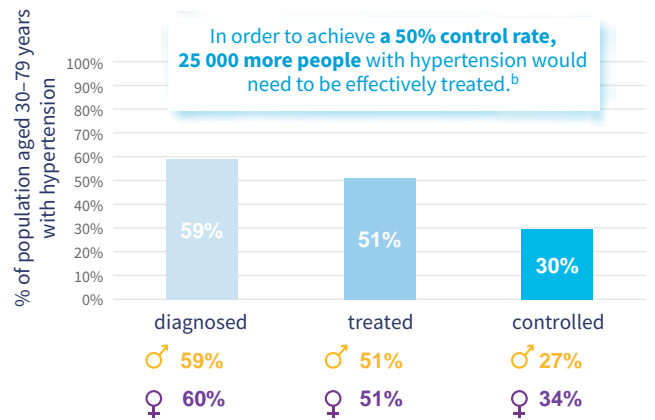 In order to achieve a 50% control rate,
25 000 more people with hypertension would
need to be effectively treated.ᵇ
% of population aged 30–79 years
with hypertension
100%
90%
80%
70%
60%
50%
40%
30%
20%
10%
0%
59%
51%
30%
diagnosed treated controlled
♂ 59% ♂ 51% ♂ 27%
♀ 60% ♀ 51% ♀ 34%